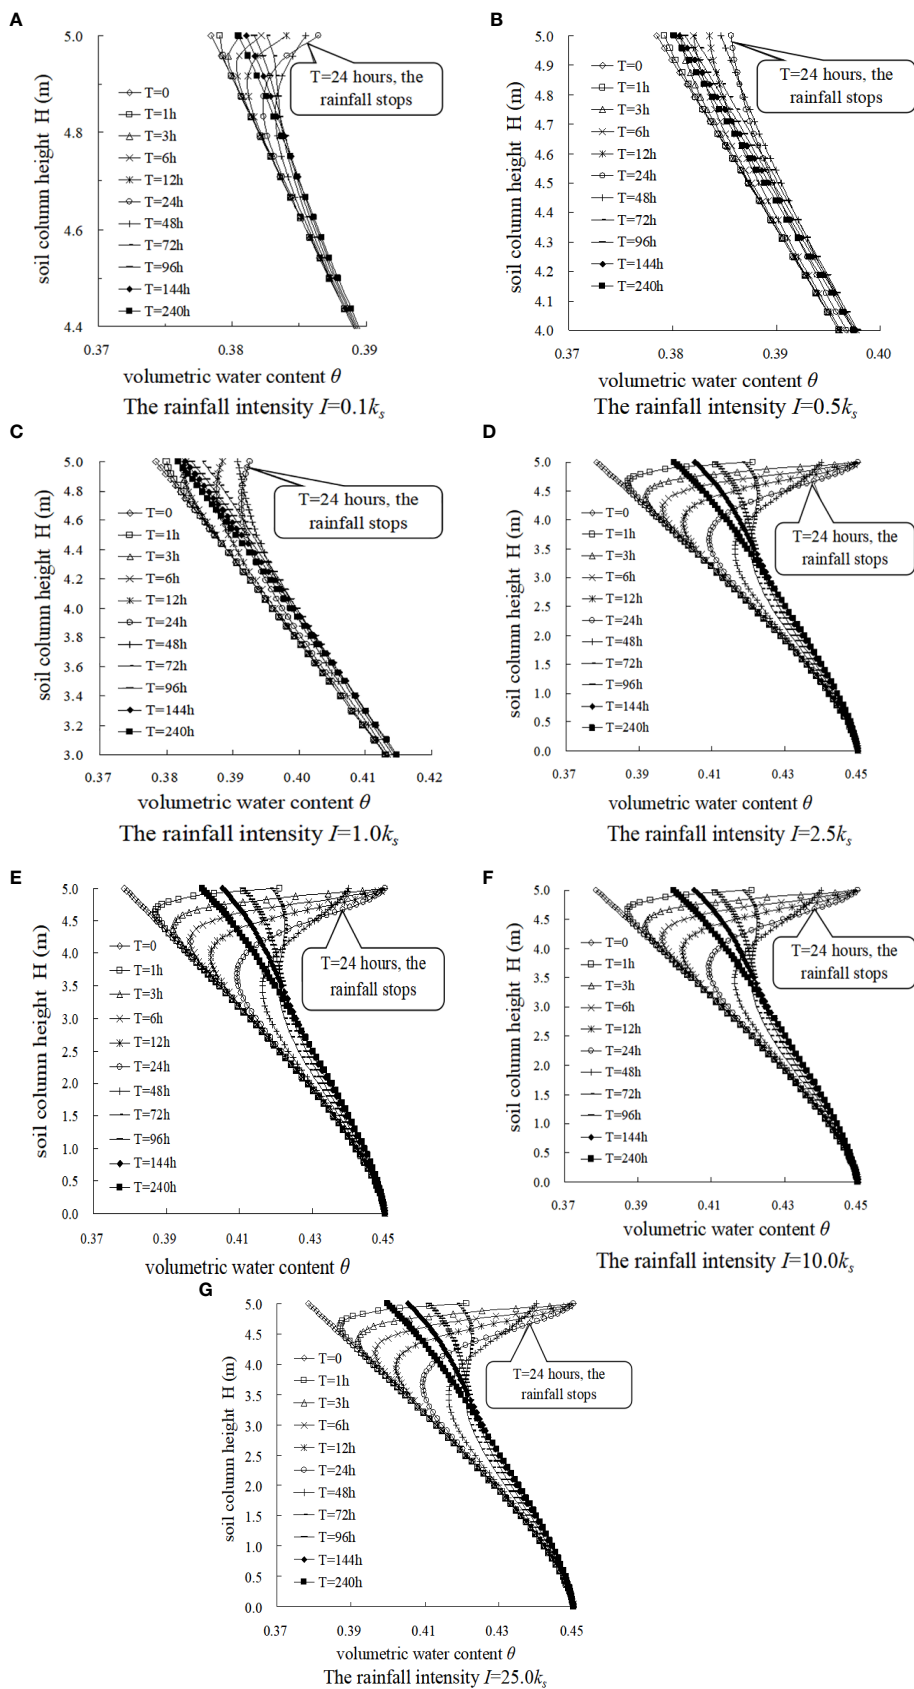 A
5.0
4.8
4.6
4.4
0.37
0.38
0.39
soil column height H (m)
T=0
T=1h
T=3h
T=6h
T=12h
T=24h
T=48h
T=72h
T=96h
T=144h
T=240h
T=24 hours, the
rainfall stops
volumetric water content θ
The rainfall intensity I=0.1ks
B
5.0
4.9
4.8
4.7
4.6
4.5
4.4
4.3
4.2
4.1
4.0
0.37
0.38
0.39
0.40
soil column height H (m)
T=0
T=1h
T=3h
T=6h
T=12h
T=24h
T=48h
T=72h
T=96h
T=144h
T=240h
T=24 hours, the
rainfall stops
volumetric water content θ
The rainfall intensity I=0.5ks
C
5.0
4.8
4.6
4.4
4.2
4.0
3.8
3.6
3.4
3.2
3.0
0.37
0.38
0.39
0.40
0.41
0.42
soil column height H (m)
T=0
T=1h
T=3h
T=6h
T=12h
T=24h
T=48h
T=72h
T=96h
T=144h
T=240h
T=24 hours, the
rainfall stops
volumetric water content θ
The rainfall intensity I=1.0ks
D
5.0
4.5
4.0
3.5
3.0
2.5
2.0
1.5
1.0
0.5
0.0
0.37
0.39
0.41
0.43
0.45
soil column height H (m)
T=0
T=1h
T=3h
T=6h
T=12h
T=24h
T=48h
T=72h
T=96h
T=144h
T=240h
T=24 hours, the
rainfall stops
volumetric water content θ
The rainfall intensity I=2.5ks
E
5.0
4.5
4.0
3.5
3.0
2.5
2.0
1.5
1.0
0.5
0.0
0.37
0.39
0.41
0.43
0.45
soil column height H (m)
T=0
T=1h
T=3h
T=6h
T=12h
T=24h
T=48h
T=72h
T=96h
T=144h
T=240h
T=24 hours, the
rainfall stops
volumetric water content θ
F
5.0
4.5
4.0
3.5
3.0
2.5
2.0
1.5
1.0
0.5
0.0
0.37
0.39
0.41
0.43
0.45
soil column height H (m)
T=0
T=1h
T=3h
T=6h
T=12h
T=24h
T=48h
T=72h
T=96h
T=144h
T=240h
T=24 hours, the
rainfall stops
volumetric water content θ
The rainfall intensity I=10.0ks
G
5.0
4.5
4.0
3.5
3.0
2.5
2.0
1.5
1.0
0.5
0.0
0.37
0.39
0.41
0.43
0.45
soil column height H (m)
T=0
T=1h
T=3h
T=6h
T=12h
T=24h
T=48h
T=72h
T=96h
T=144h
T=240h
T=24 hours, the
rainfall stops
volumetric water content θ
The rainfall intensity I=25.0ks